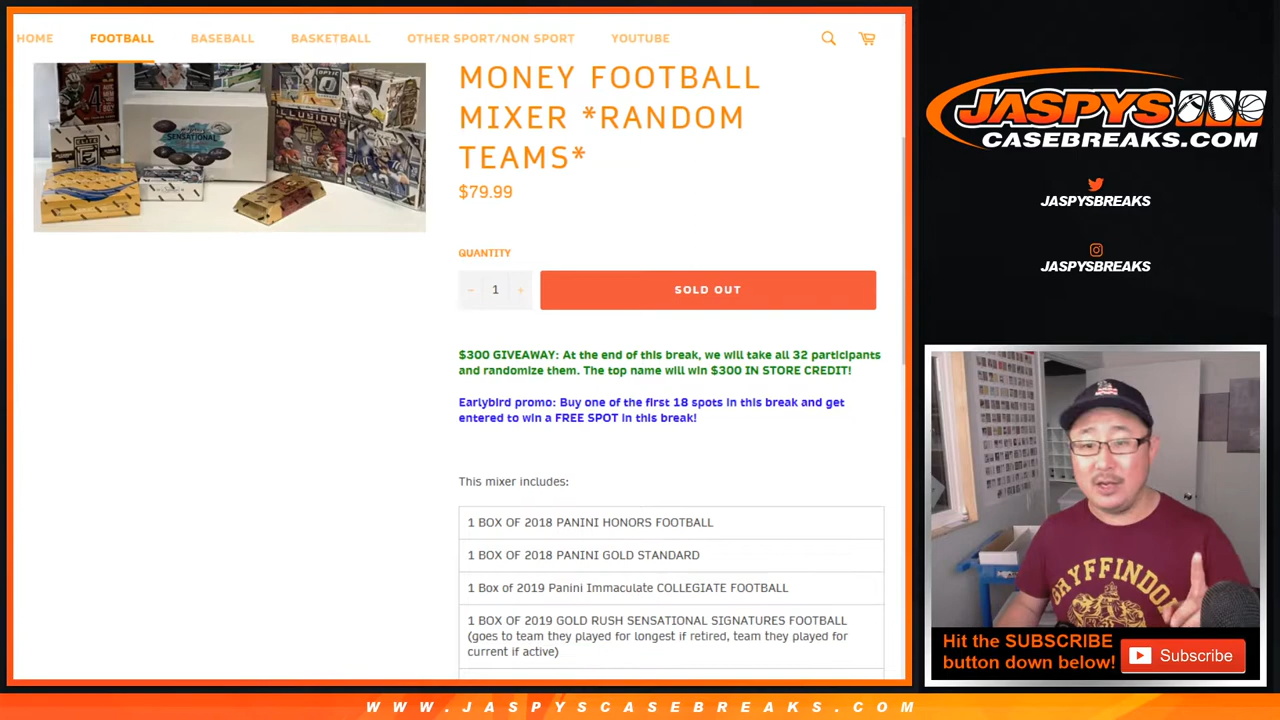 HOME
FOOTBALL
BASEBALL
BASKETBALL
OTHER SPORT/NON SPORT
YOUTUBE
MONEY FOOTBALL
MIXER *RANDOM
TEAMS*
$79.99
QUANTITY
- 1 +
SOLD OUT
$300 GIVEAWAY: At the end of this break, we will take all 32 participants
and randomize them. The top name will win $300 IN STORE CREDIT!
Earlybird promo: Buy one of the first 18 spots in this break and get
entered to win a FREE SPOT in this break!
This mixer includes:
1 BOX OF 2018 PANINI HONORS FOOTBALL
1 BOX OF 2018 PANINI GOLD STANDARD
1 Box of 2019 Panini Immaculate COLLEGIATE FOOTBALL
1 BOX OF 2019 GOLD RUSH SENSATIONAL SIGNATURES FOOTBALL
(goes to team they played for longest if retired, team they played for
current if active)
OPTIC
SENSATIONAL
ILLUSIONS
ELITE
JASPYS
CASEBREAKS.COM
JASPYSBREAKS
JASPYSBREAKS
GRYFFINDOR
Hit the SUBSCRIBE
button down below!
Subscribe
WWW.JASPYSCASEBREAKS.COM